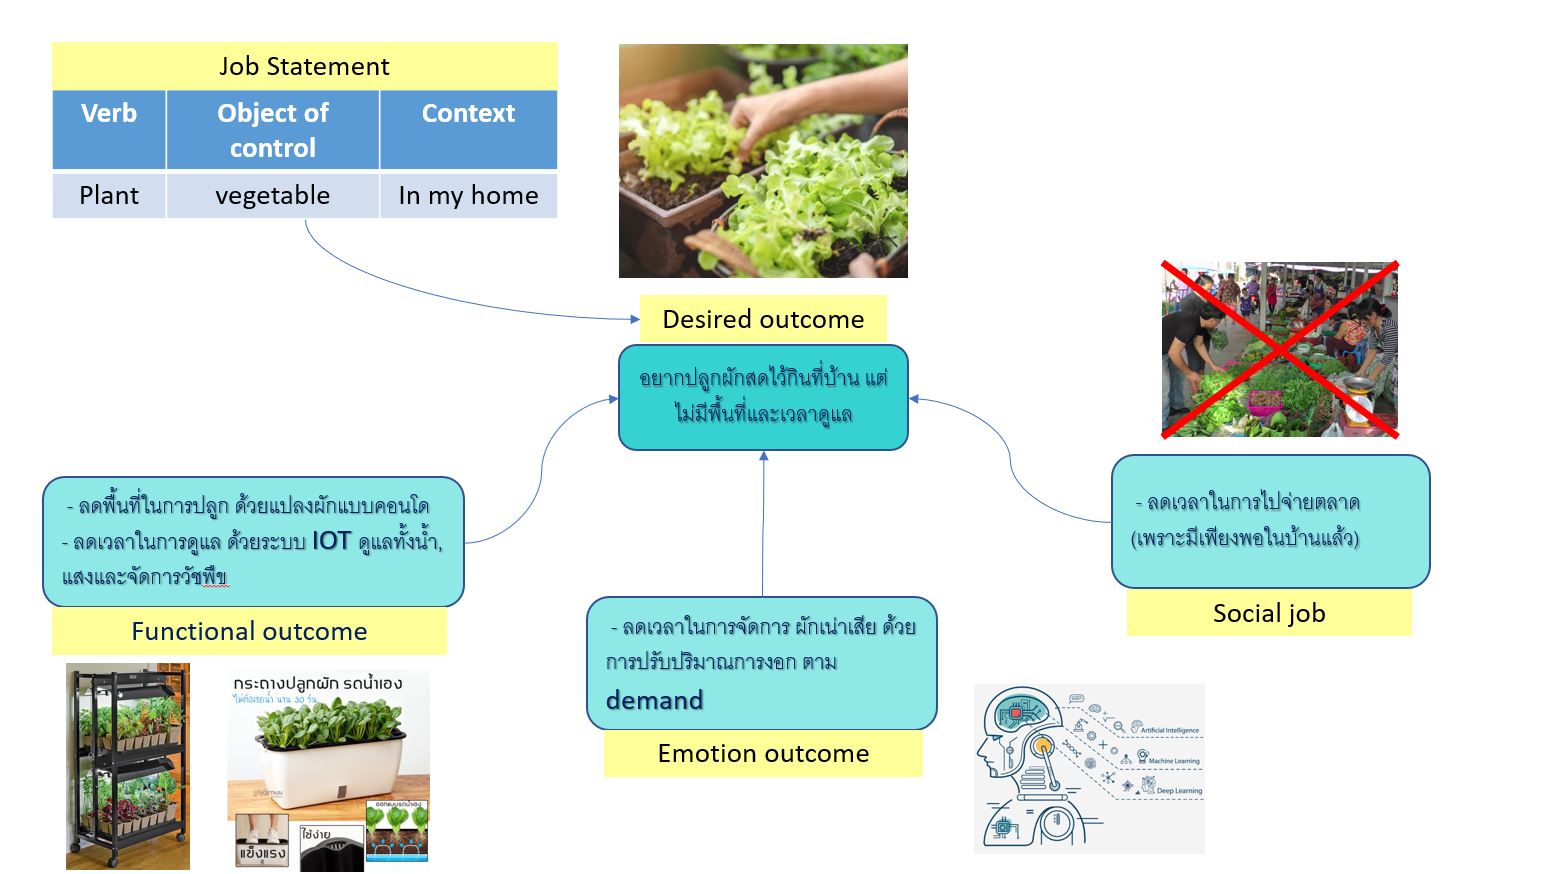 Job Statement
Verb
Object of
control
Context
Plant
vegetable
In my home
Desired outcome
อยากปลูกผักสดไว้กินที่บ้าน แต่
ไม่มีพื้นที่และเวลาดูแล
- ลดพื้นที่ในการปลูก ด้วยแปลงผักแบบคอนโด
- ลดเวลาในการดูแล ด้วยระบบ IOT ดูแลทั้งน้ำ,
แสงและจัดการวัชพืข
Functional outcome
- ลดเวลาในการจัดการ ผักเน่าเสีย ด้วย
การปรับปริมาณการงอก ตาม
demand
Emotion outcome
- ลดเวลาในการไปจ่ายตลาด
(เพราะมีเพียงพอในบ้านแล้ว)
Social job
กระถางปลูกผัก รดน้ำเอง
ไม่ต้องรดน้ำ นาน 30 วัน
แข็งแรง
ใช้ง่าย
ออกแบบรดน้ำเอง
Artificial Intelligence
Machine Learning
Deep Learning